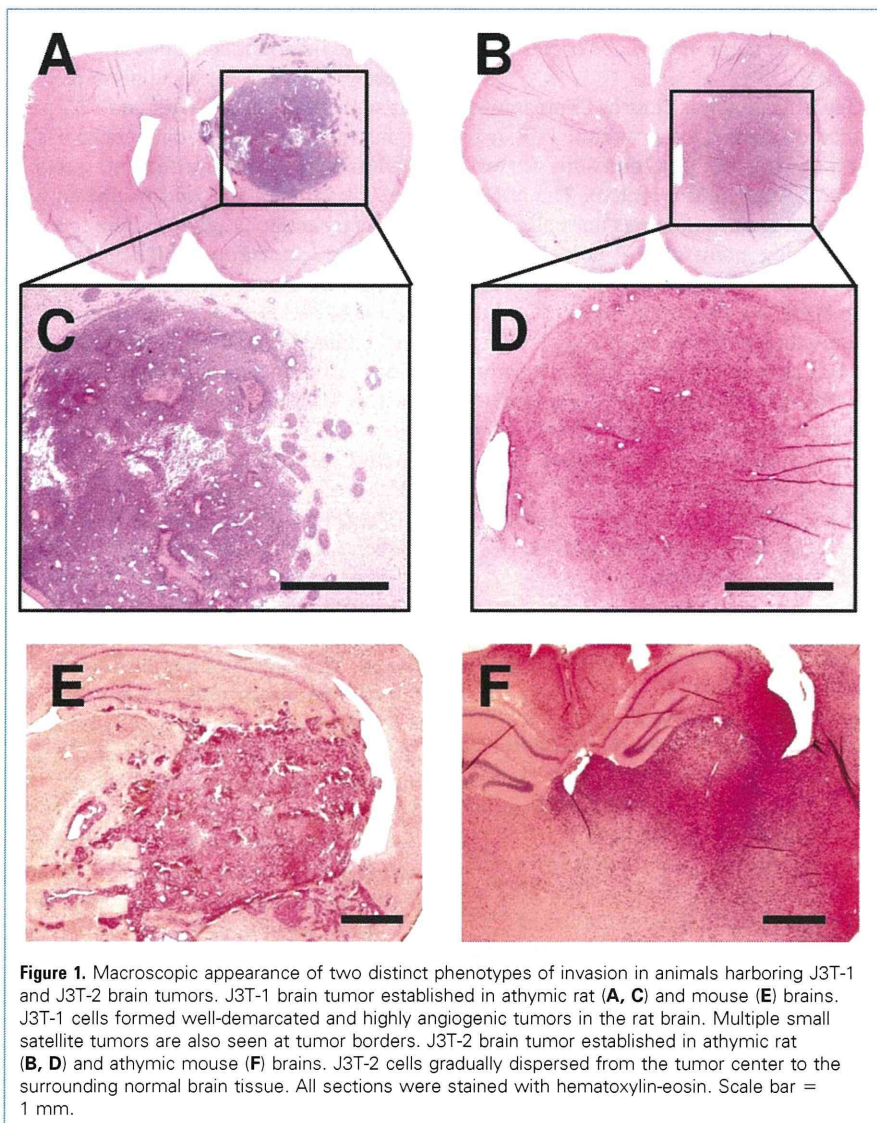 A
B
C
D
E
F
Figure 1. Macroscopic appearance of two distinct phenotypes of invasion in animals harboring J3T-1
and J3T-2 brain tumors. J3T-1 brain tumor established in athymic rat (A, C) and mouse (E) brains.
J3T-1 cells formed well-demarcated and highly angiogenic tumors in the rat brain. Multiple small
satellite tumors are also seen at tumor borders. J3T-2 brain tumor established in athymic rat
(B, D) and athymic mouse (F) brains. J3T-2 cells gradually dispersed from the tumor center to the
surrounding normal brain tissue. All sections were stained with hematoxylin-eosin. Scale bar =
1 mm.